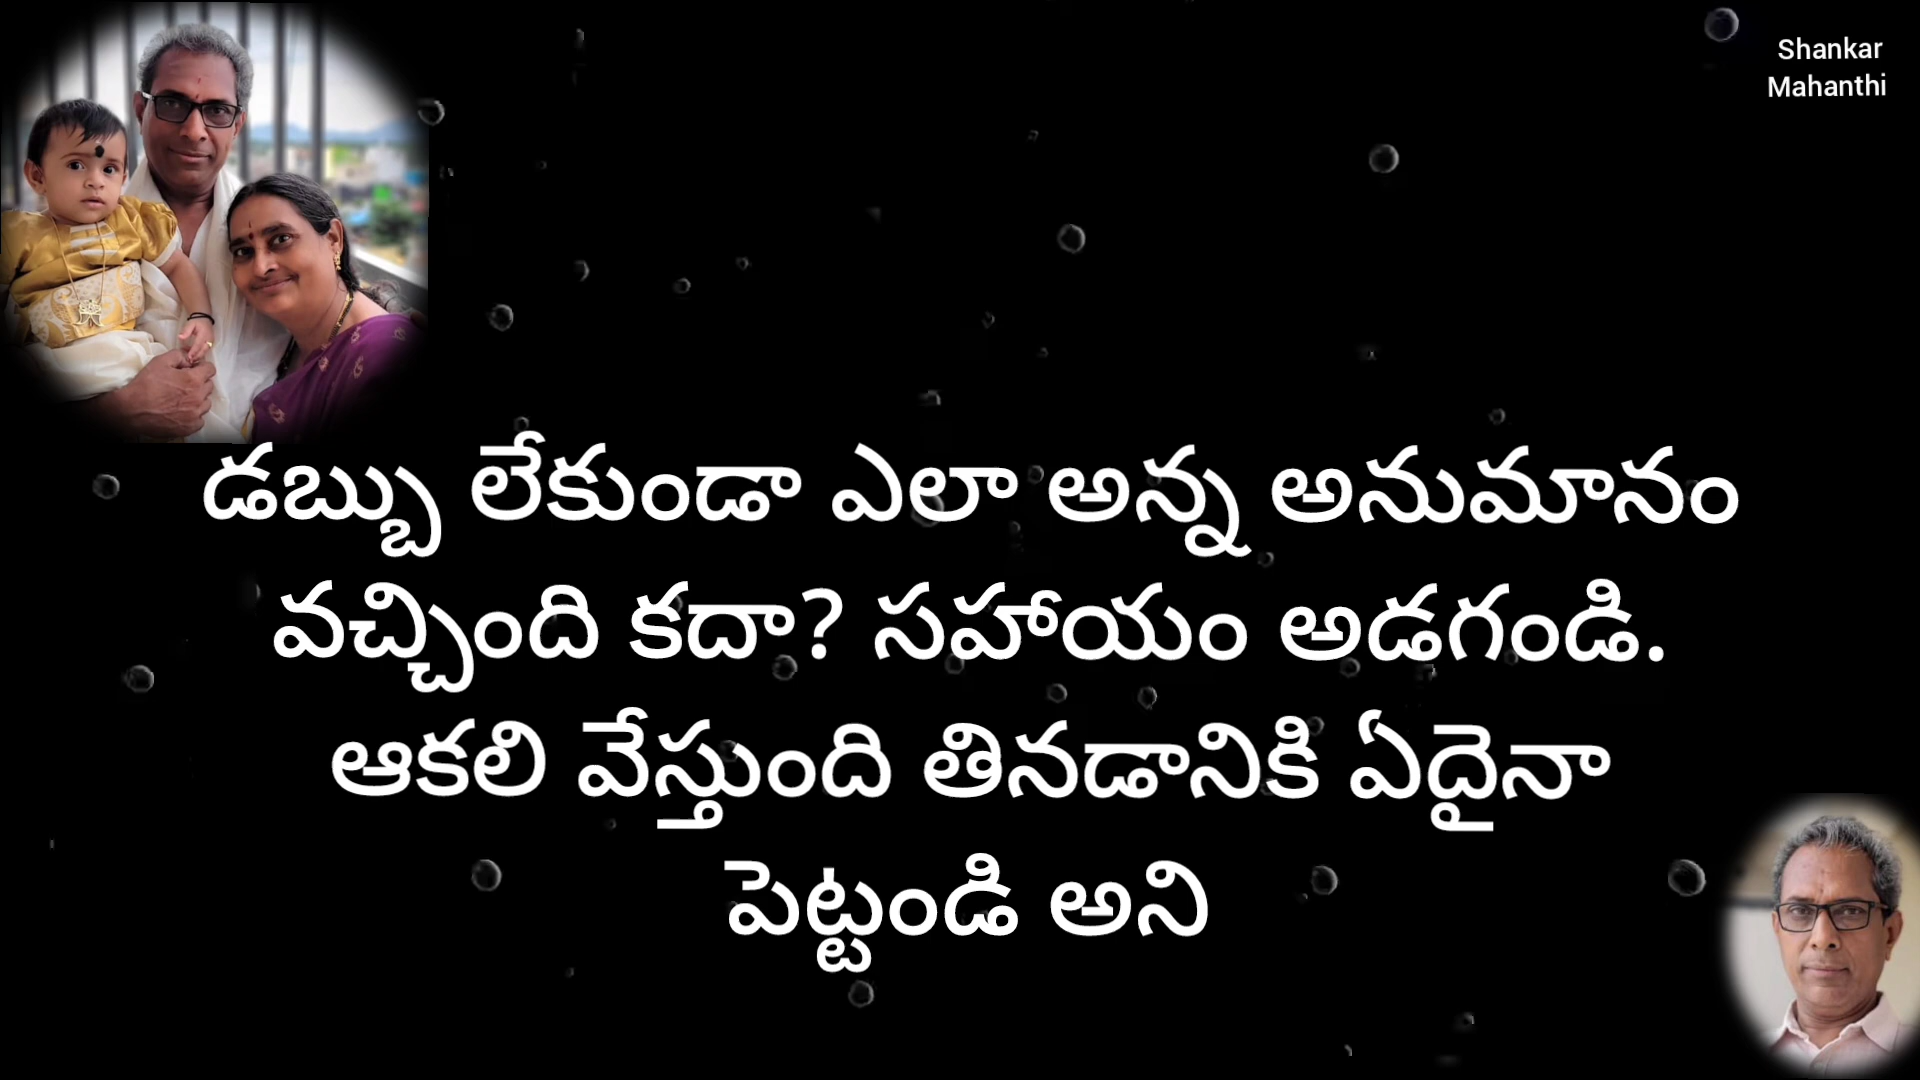 Shankar
Mahanthi
డబ్బు లేకుండా ఎలా అన్న అనుమానం
వచ్చింది కదా? సహాయం అడగండి.
ఆకలి వేస్తుంది తినడానికి ఏదైనా
పెట్టండి అని